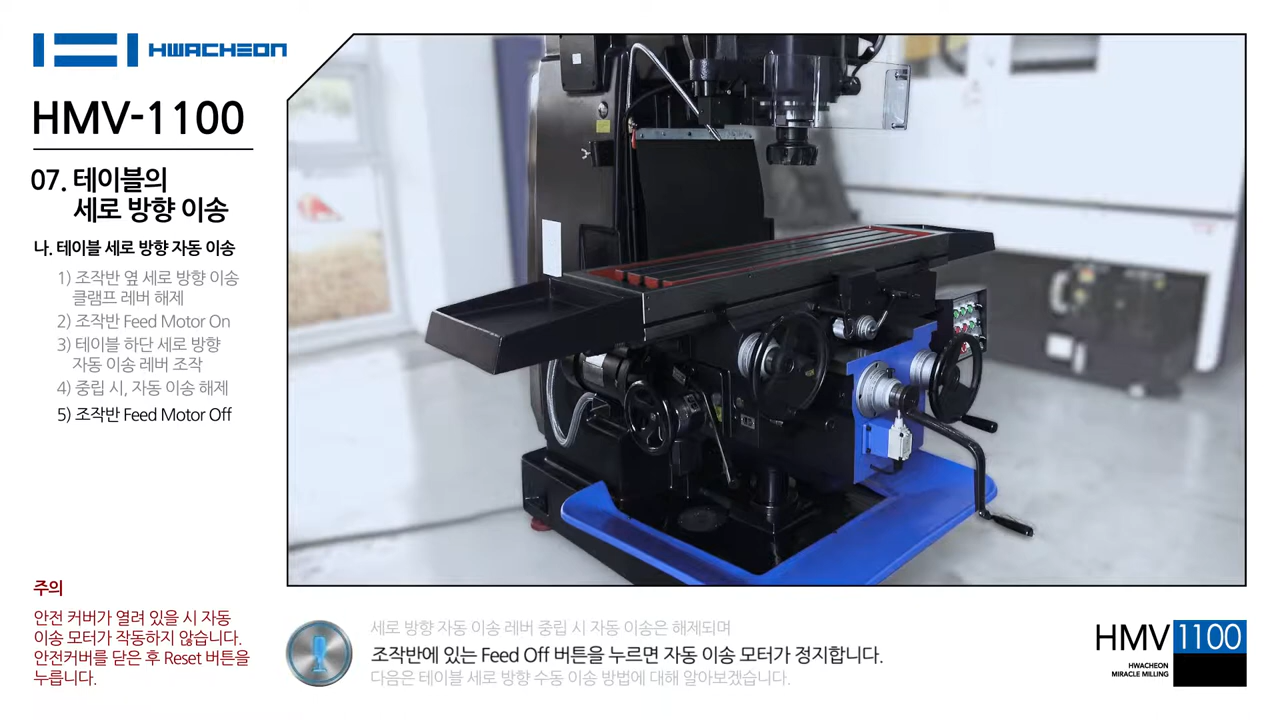 HWACHEON
HMV-1100
07. 테이블의
세로 방향 이송
나. 테이블 세로 방향 자동 이송
1) 조작반 옆 세로 방향 이송
클램프 레버 해제
2) 조작반 Feed Motor On
3) 테이블 하단 세로 방향
자동 이송 레버 조작
4) 중립 시, 자동 이송 해제
5) 조작반 Feed Motor Off
주의
안전 커버가 열려 있을 시 자동
이송 모터가 작동하지 않습니다.
안전커버를 닫은 후 Reset 버튼을
누릅니다.
세로 방향 자동 이송 레버 중립 시 자동 이송은 해제되며
조작반에 있는 Feed Off 버튼을 누르면 자동 이송 모터가 정지합니다.
다음은 테이블 세로 방향 수동 이송 방법에 대해 알아보겠습니다.
HMV 1100
HWACHEON
MIRACLE MILLING